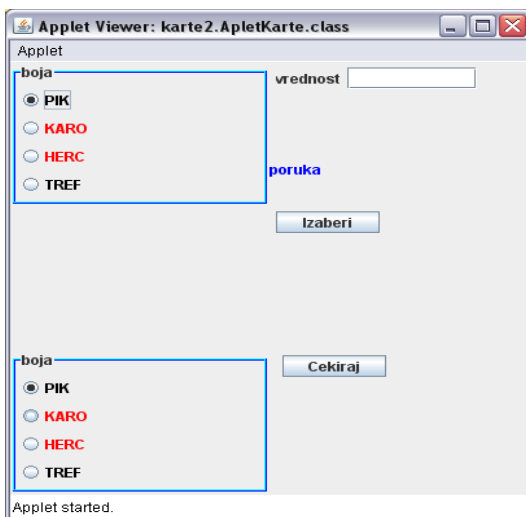 Applet Viewer: karte2.ApletKarte.class
Applet
boja
vrednost
PIK
KARO
HERC
poruka
TREF
Izaberi
boja
Cekiraj
PIK
KARO
HERC
TREF
Applet started.